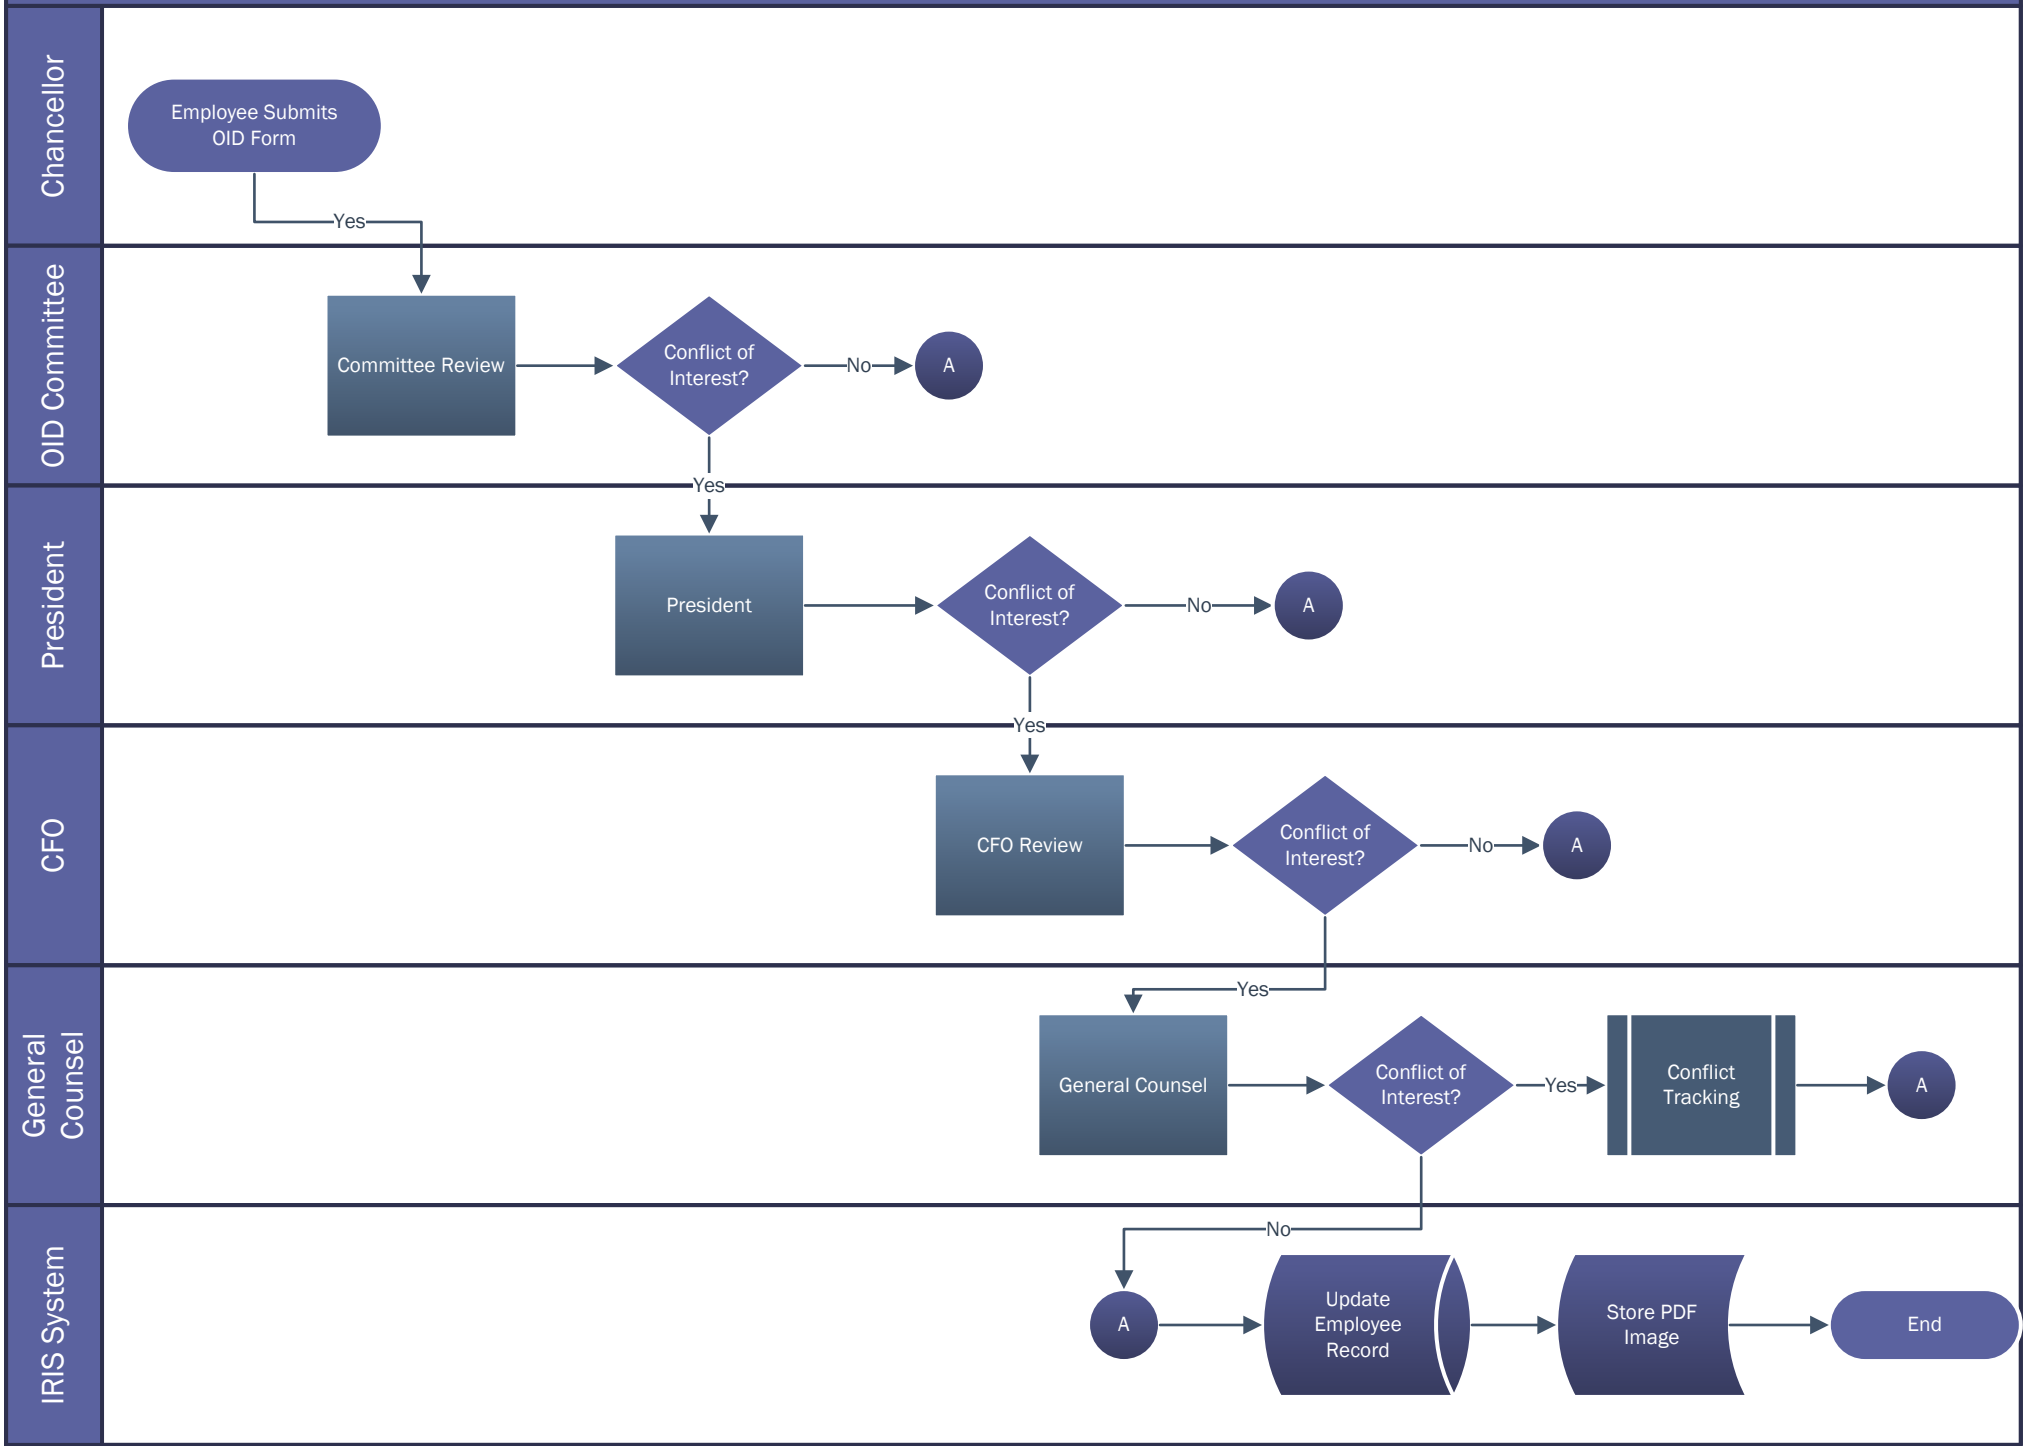 Chancellor
Employee Submits
OID Form
Yes
OID Committee
Committee Review
Conflict of
Interest?
No
A
Yes
President
President
Conflict of
Interest?
No
A
Yes
CFO
CFO Review
Conflict of
Interest?
No
A
Yes
General
Counsel
General Counsel
Conflict of
Interest?
Yes
Conflict
Tracking
A
No
IRIS System
A
Update
Employee
Record
Store PDF
Image
End